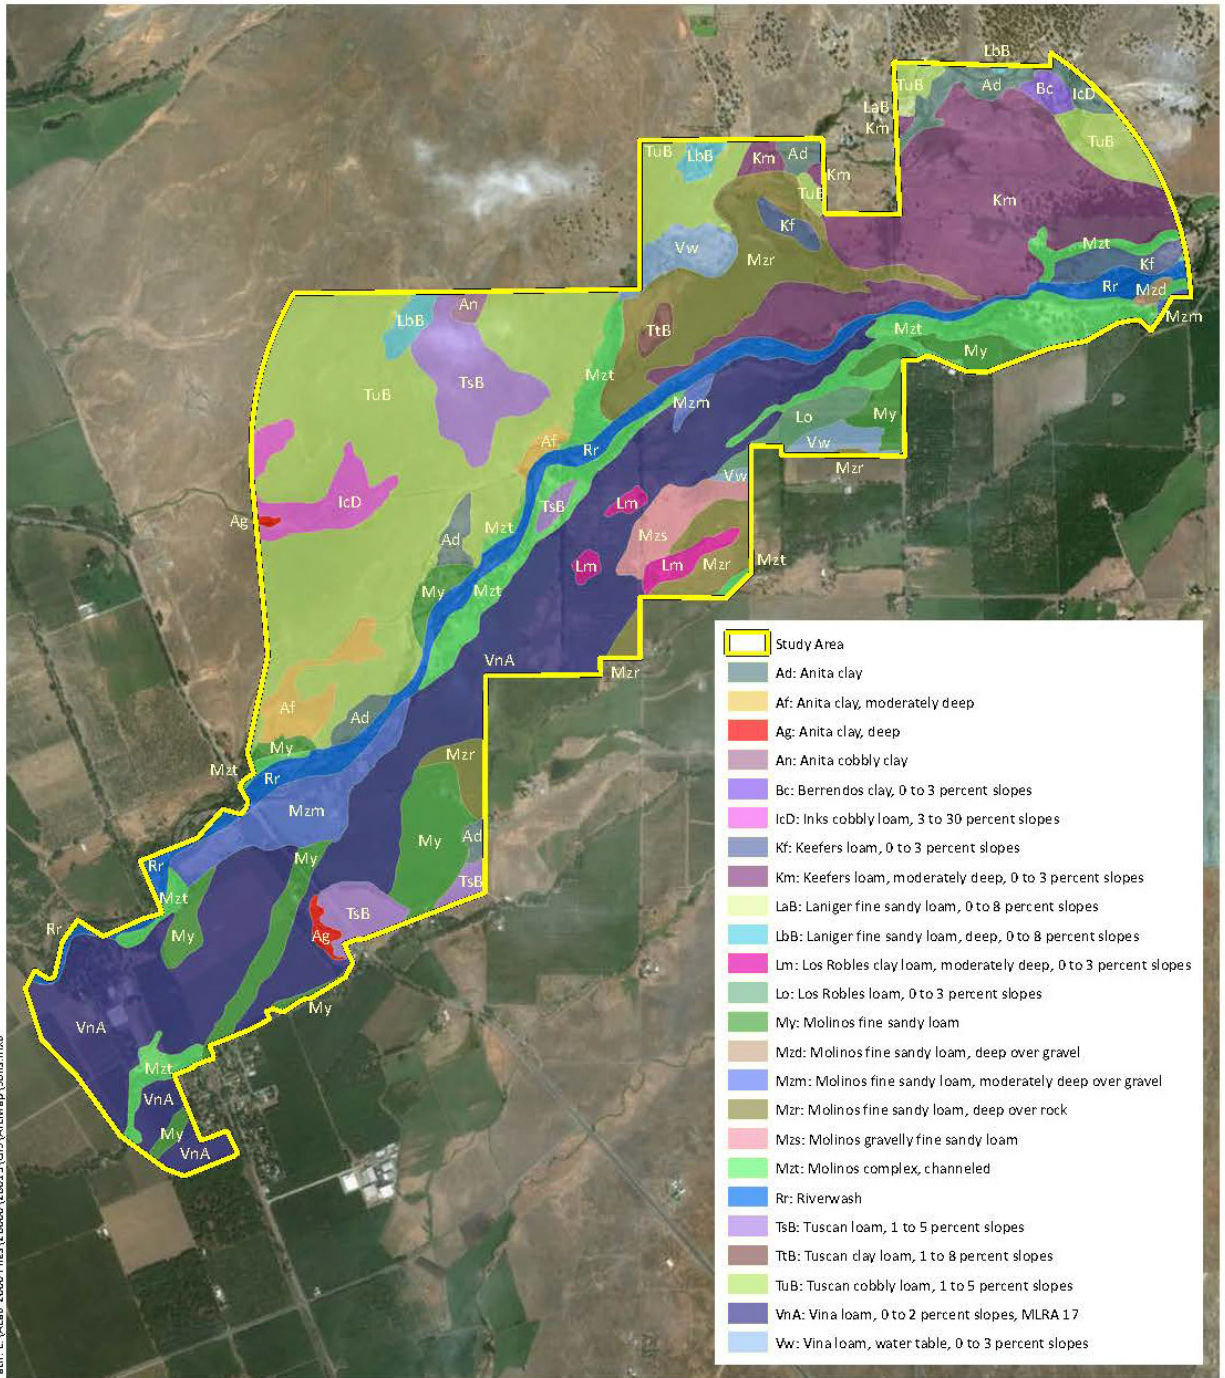 LbB
TuB
Ad
Bc
IcD
LaB
Km
TuB
TuB
LbB
Km
Ad
Km
TuB
Km
Kf
Vw
Mzr
Mzt
Kf
Rr
Mzd
Mzm
An
LbB
TtB
Mzt
My
TsB
TuB
Mzt
Mzm
Lo
My
Vw
Mzr
Af
Rr
Vw
IcD
TsB
Lm
Ag
Mzt
Mzs
Ad
Lm
Lm
Mzr
Mzt
My
Mzt
VnA
Mzr
Af
Ad
My
Mzt
Rr
Mzr
Mzm
My
My
Ad
Rr
TsB
Mzt
TsB
Rr
My
Ag
My
VnA
Mzt
VnA
My
VnA
Study Area
Ad: Anita clay
Af: Anita clay, moderately deep
Ag: Anita clay, deep
An: Anita cobbly clay
Bc: Berrendos clay, 0 to 3 percent slopes
IcD: Inks cobbly loam, 3 to 30 percent slopes
Kf: Keefers loam, 0 to 3 percent slopes
Km: Keefers loam, moderately deep, 0 to 3 percent slopes
LaB: Laniger fine sandy loam, 0 to 8 percent slopes
LbB: Laniger fine sandy loam, deep, 0 to 8 percent slopes
Lm: Los Robles clay loam, moderately deep, 0 to 3 percent slopes
Lo: Los Robles loam, 0 to 3 percent slopes
My: Molinos fine sandy loam
Mzd: Molinos fine sandy loam, deep over gravel
Mzm: Molinos fine sandy loam, moderately deep over gravel
Mzr: Molinos fine sandy loam, deep over rock
Mzs: Molinos gravelly fine sandy loam
Mzt: Molinos complex, channeled
Rr: Riverwash
TsB: Tuscan loam, 1 to 5 percent slopes
TtB: Tuscan clay loam, 1 to 8 percent slopes
TuB: Tuscan cobbly loam, 1 to 5 percent slopes
VnA: Vina loam, 0 to 2 percent slopes, MLRA 17
Vw: Vina loam, water table, 0 to 3 percent slopes